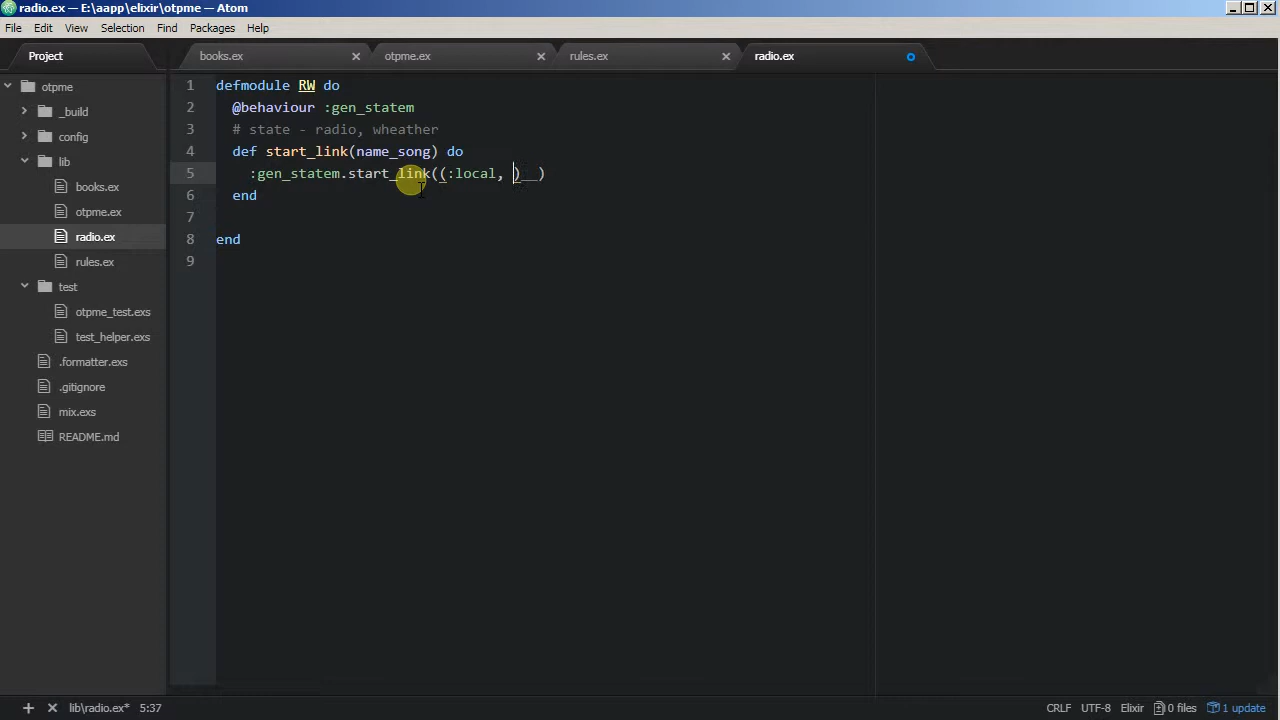 radio.ex — E:\aapp\elixir\otpme — Atom
File Edit View Selection Find Packages Help
Project
books.ex otpme.ex rules.ex radio.ex
otpme
_build
config
lib
books.ex
otpme.ex
radio.ex
rules.ex
test
otpme_test.exs
test_helper.exs
.formatter.exs
.gitignore
mix.exs
README.md
1 defmodule RW do
2 @behaviour :gen_statem
3 # state - radio, wheather
4 def start_link(name_song) do
5 :gen_statem.start_link((:local, )__)
6 end
7
8 end
9
lib\radio.ex* 5:37
CRLF UTF-8 Elixir 0 files 1 update